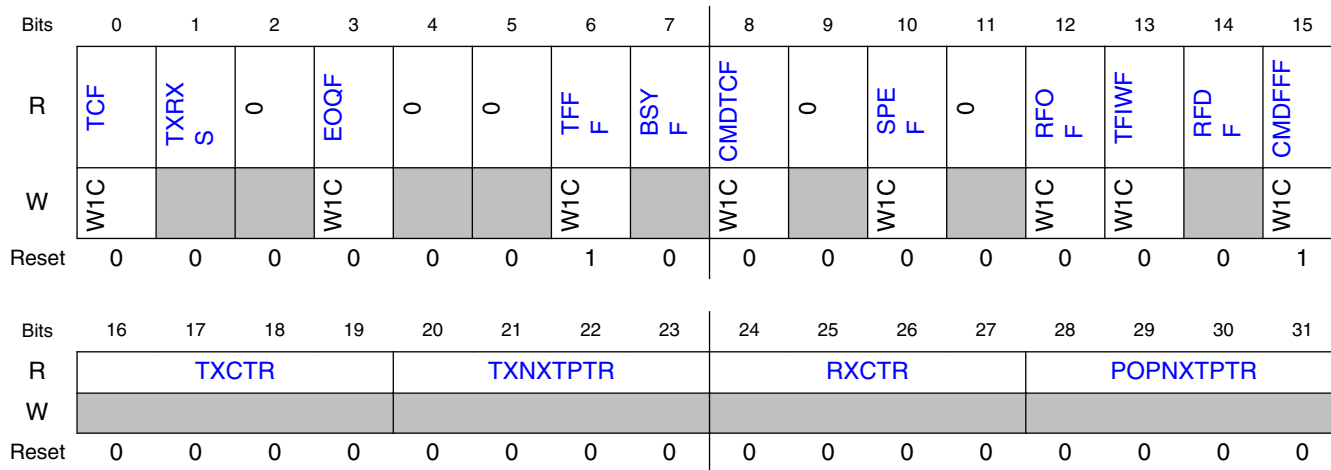 Bits 0 1 2 3 4 5 6 7 8 9 10 11 12 13 14 15
R TCF TXRX S 0 EOQF 0 0 TFF F BSY F CMDTCF 0 SPE F 0 RFO F TFIWF RFD F CMDFFF
W W1C W1C W1C W1C W1C W1C W1C W1C
Reset 0 0 0 0 0 0 1 0 0 0 0 0 0 0 0 1
Bits 16 17 18 19 20 21 22 23 24 25 26 27 28 29 30 31
R TXCTR TXNXTPTR RXCTR POPNXTPTR
W
Reset 0 0 0 0 0 0 0 0 0 0 0 0 0 0 0 0